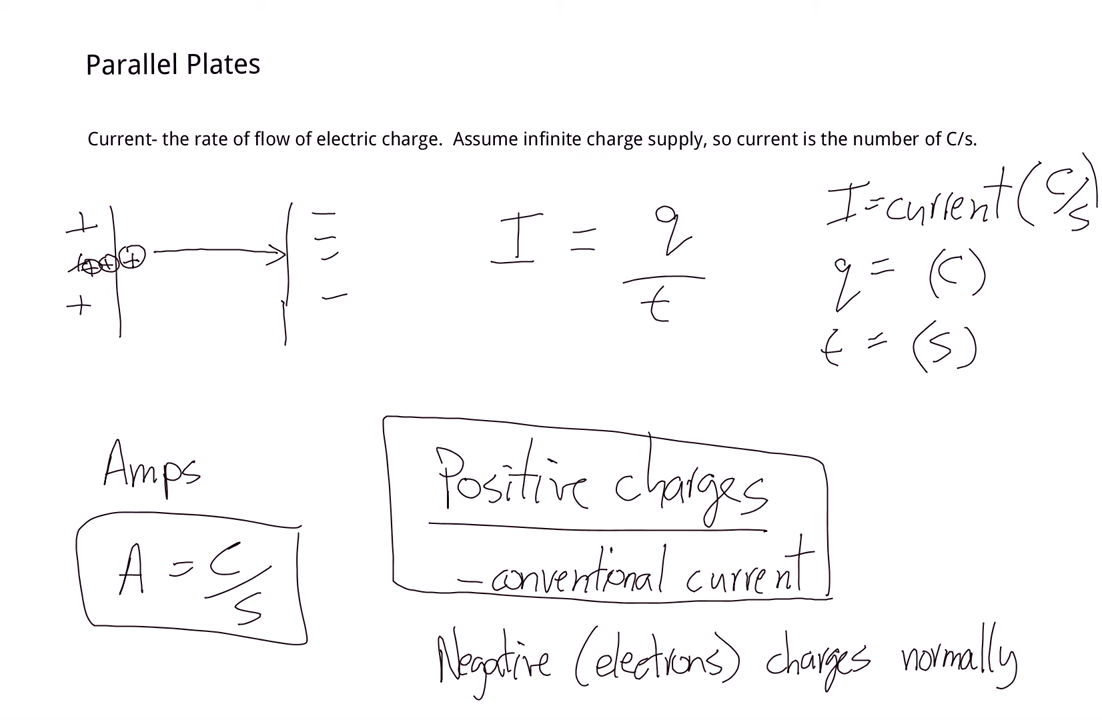 Parallel Plates
Current- the rate of flow of electric charge. Assume infinite charge supply, so current is the number of C/s.
I = q/t
I = current (C/s)
q = (C)
t = (s)
Amps
A = C/s
Positive charges
- conventional current
Negative (electrons) charges normally